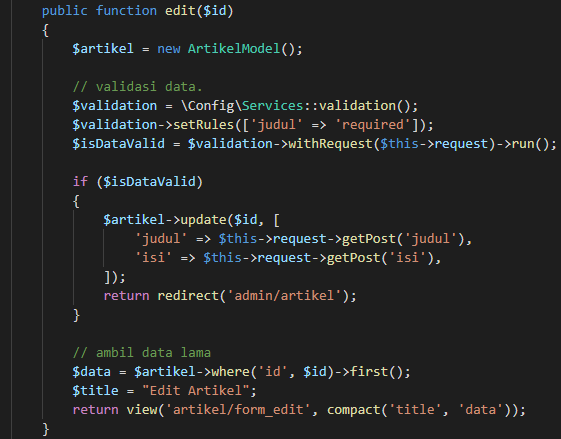 public function edit($id)
{
$artikel = new ArtikelModel();
// validasi data.
$validation = \Config\Services::validation();
$validation->setRules(['judul' => 'required']);
$isDataValid = $validation->withRequest($this->request)->run();
if ($isDataValid)
{
$artikel->update($id, [
'judul' => $this->request->getPost('judul'),
'isi' => $this->request->getPost('isi'),
]);
return redirect('admin/artikel');
}
// ambil data lama
$data = $artikel->where('id', $id)->first();
$title = "Edit Artikel";
return view('artikel/form_edit', compact('title', 'data'));
}